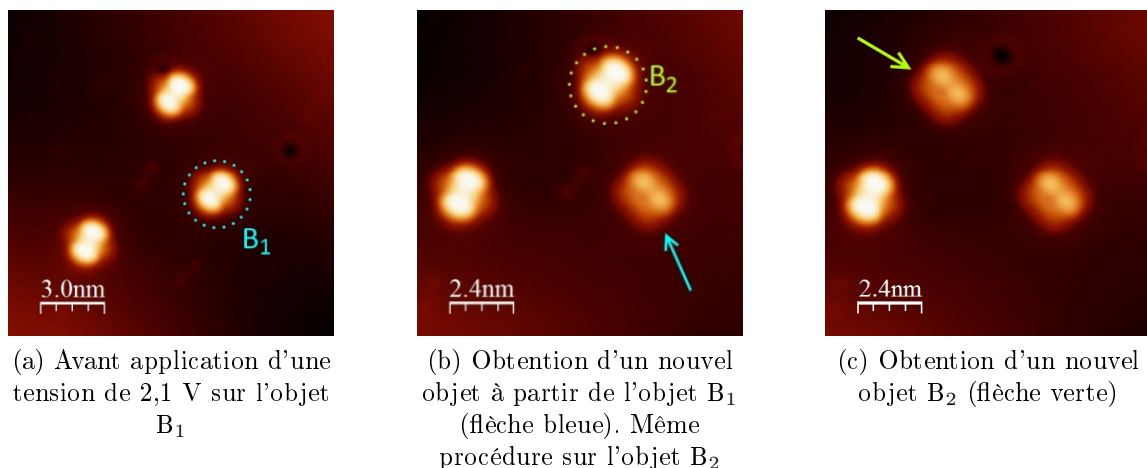 B₂
B₁
3.0nm
2.4nm
2.4nm
(a) Avant application d'une
tension de 2,1 V sur l'objet
B₁
(b) Obtention d'un nouvel
objet à partir de l'objet B₁
(flèche bleue). Même
procédure sur l'objet B₂
(c) Obtention d'un nouvel
objet B₂ (flèche verte)